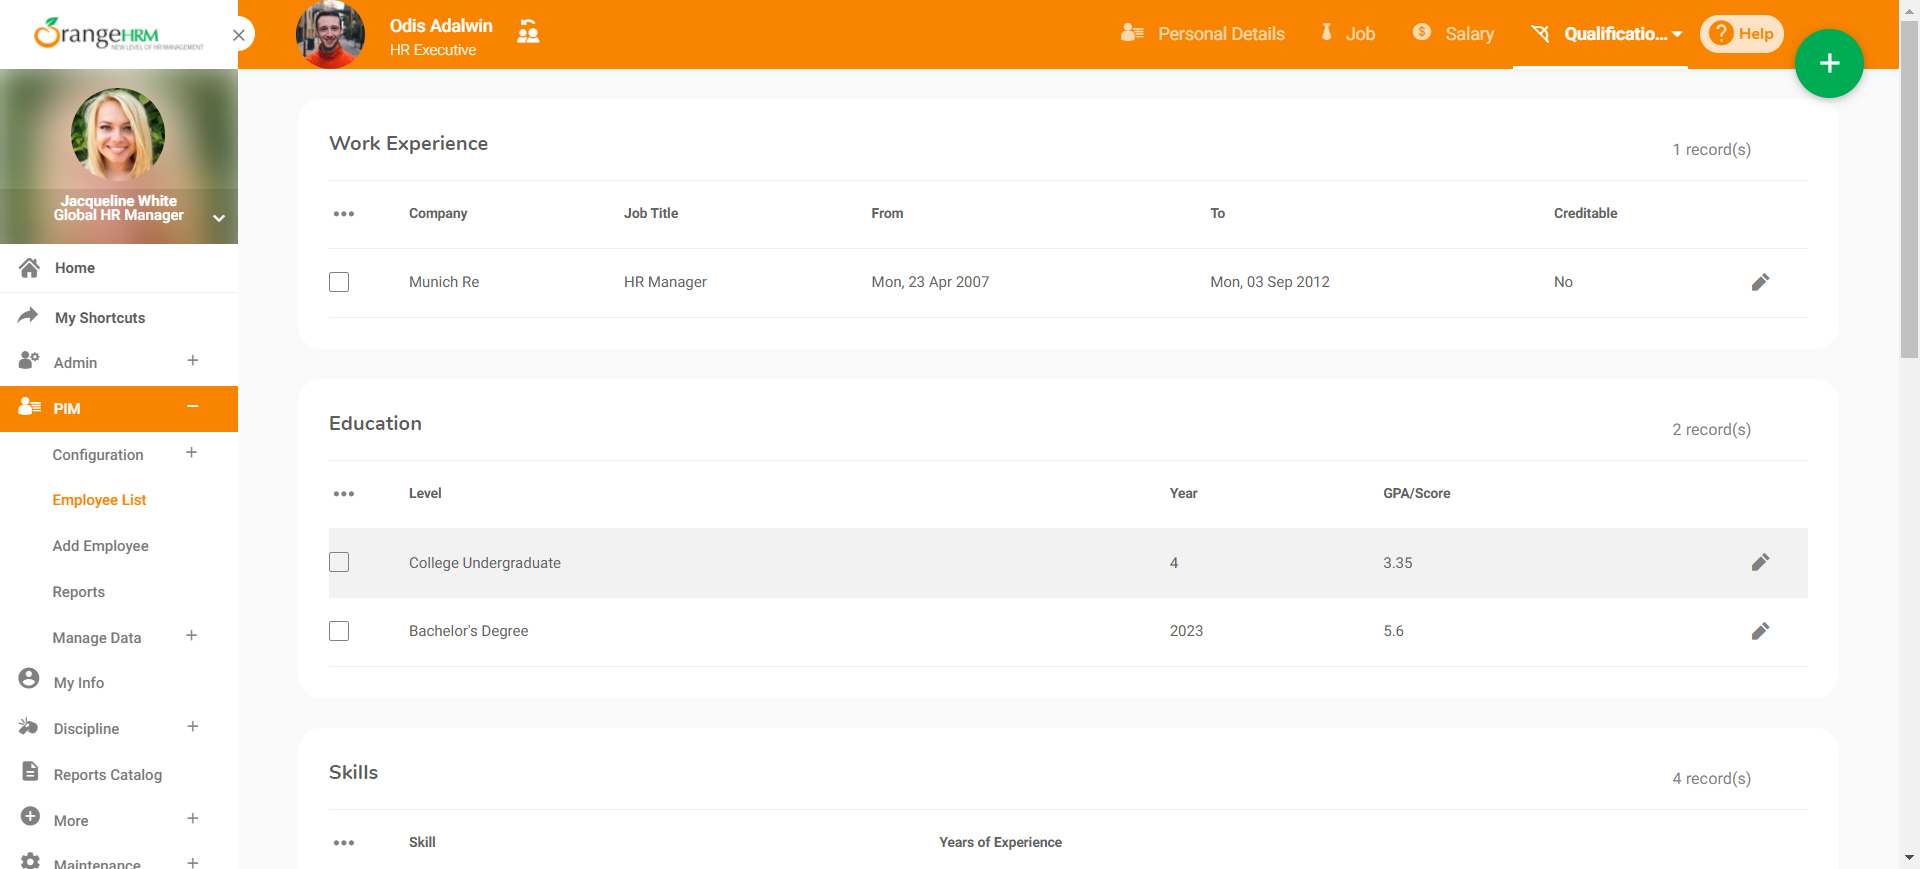 OrangeHRM
NEW LEVEL OF HR MANAGEMENT
Odis Adalwin
HR Executive
Personal Details
Job
Salary
Qualificatio...
Help
Jacqueline White
Global HR Manager
Home
My Shortcuts
Admin
PIM
Configuration
Employee List
Add Employee
Reports
Manage Data
My Info
Discipline
Reports Catalog
More
Maintenance
Work Experience
1 record(s)
Company Job Title From To Creditable
Munich Re HR Manager Mon, 23 Apr 2007 Mon, 03 Sep 2012 No
Education
2 record(s)
Level Year GPA/Score
College Undergraduate 4 3.35
Bachelor's Degree 2023 5.6
Skills
4 record(s)
Skill Years of Experience